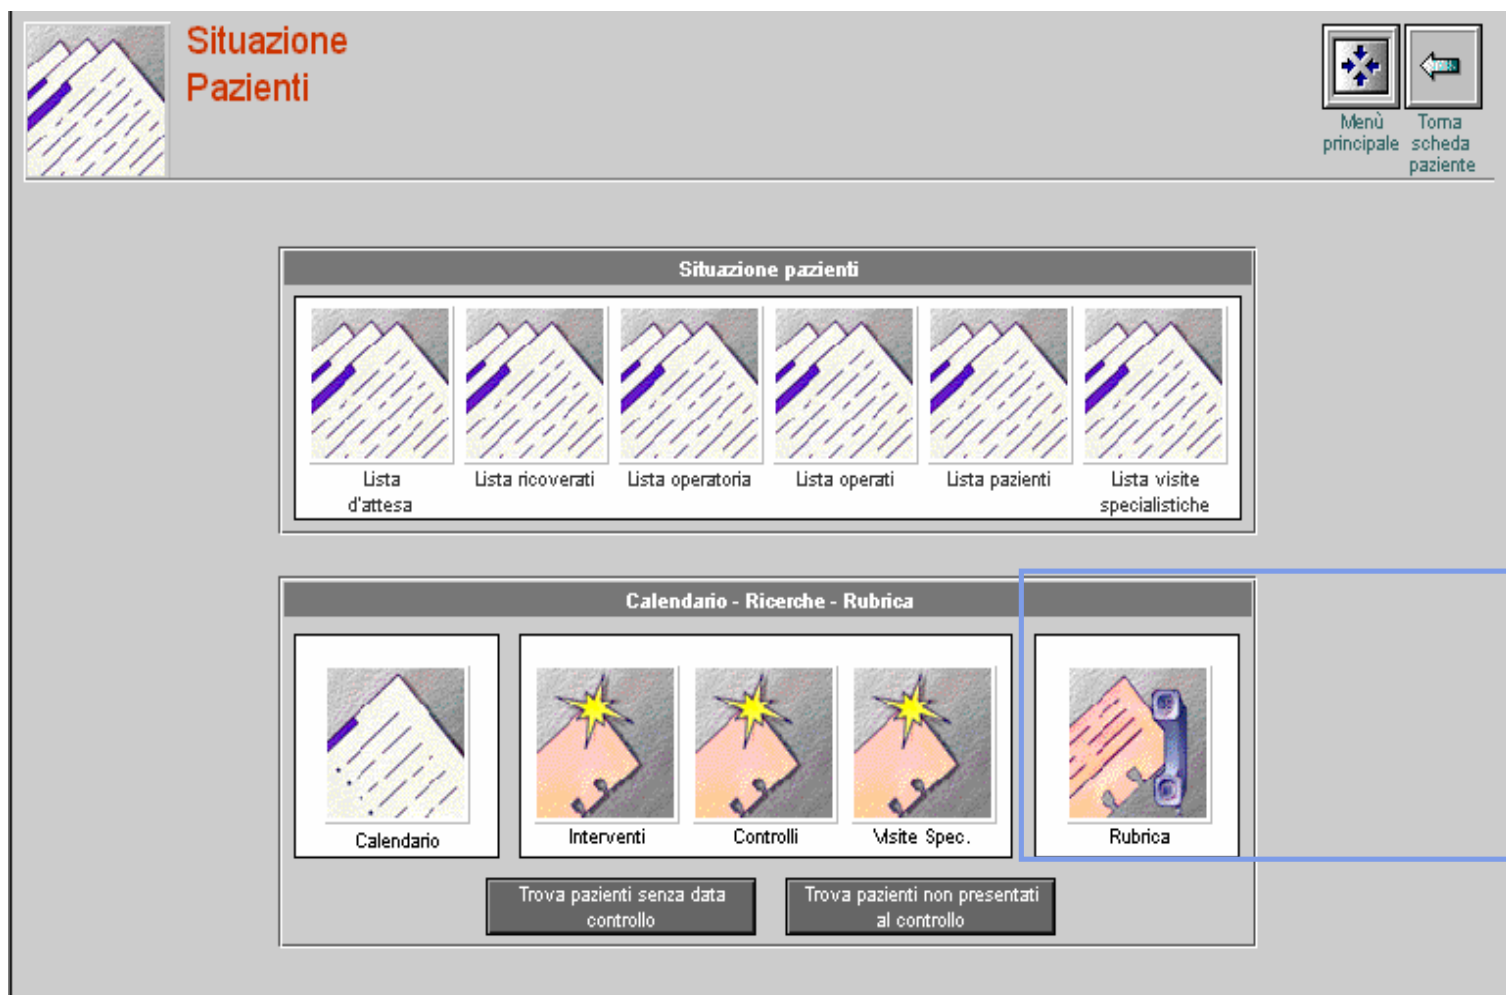 Situazione
Pazienti
Menù
principale
Torna
scheda
paziente
Situazione pazienti
Lista
d'attesa
Lista ricoverati
Lista operatoria
Lista operati
Lista pazienti
Lista visite
specialistiche
Calendario - Ricerche - Rubrica
Calendario
Interventi
Controlli
Visite Spec.
Rubrica
Trova pazienti senza data
controllo
Trova pazienti non presentati
al controllo